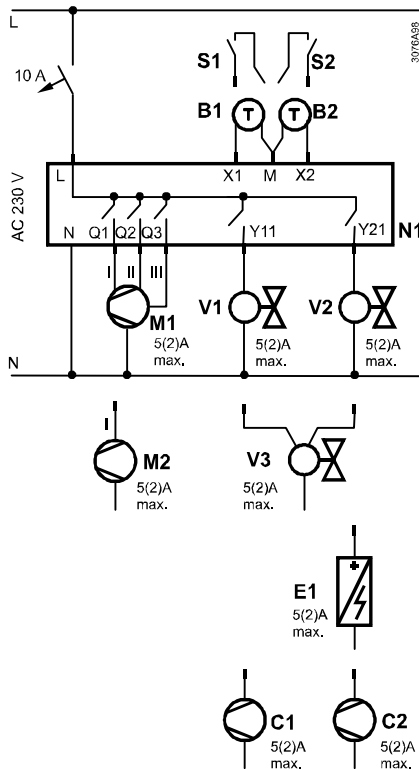 L
3076A98
S1 S2
10 A
B1 T T B2
AC 230 V
L X1 M X2
N Q1 Q2 Q3 Y11 Y21 N1
I II III
M1 V1 V2
5(2)A max.
5(2)A max.
5(2)A max.
N
I
M2 V3
5(2)A max.
5(2)A max.
E1
5(2)A
max.
C1 C2
5(2)A max.
5(2)A max.